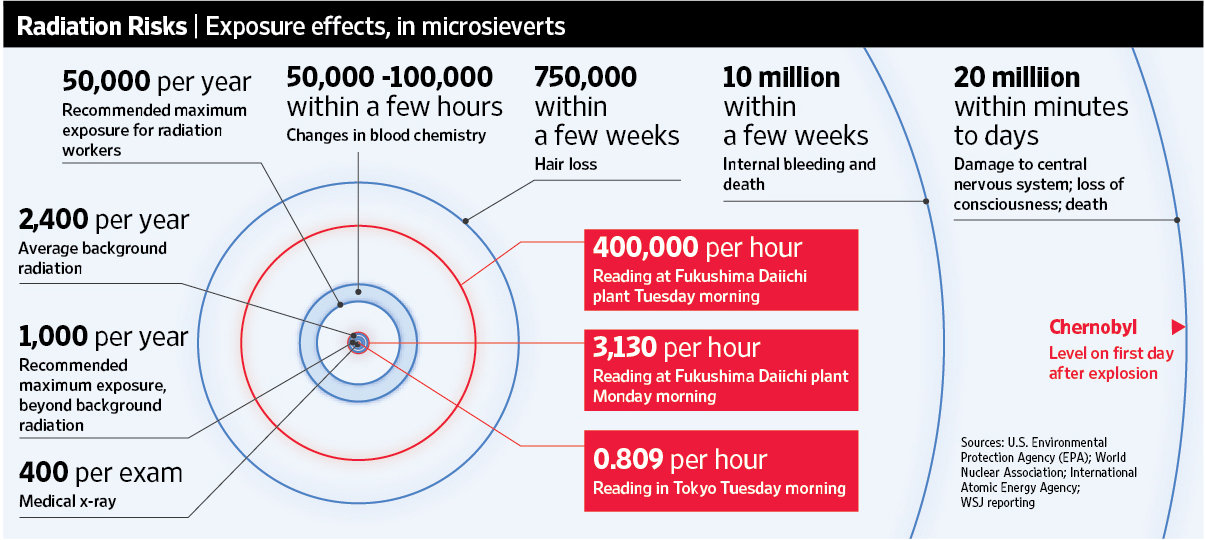 Radiation Risks | Exposure effects, in microsieverts
50,000 per year
Recommended maximum
exposure for radiation
workers
50,000 -100,000
within a few hours
Changes in blood chemistry
750,000
within
a few weeks
Hair loss
10 million
within
a few weeks
Internal bleeding and
death
20 milliion
within minutes
to days
Damage to central
nervous system; loss of
consciousness; death
2,400 per year
Average background
radiation
1,000 per year
Recommended
maximum exposure,
beyond background
radiation
400 per exam
Medical x-ray
400,000 per hour
Reading at Fukushima Daiichi
plant Tuesday morning
3,130 per hour
Reading at Fukushima Daiichi plant
Monday morning
0.809 per hour
Reading in Tokyo Tuesday morning
Chernobyl
Level on first day
after explosion
Sources: U.S. Environmental
Protection Agency (EPA); World
Nuclear Association; International
Atomic Energy Agency;
WSJ reporting